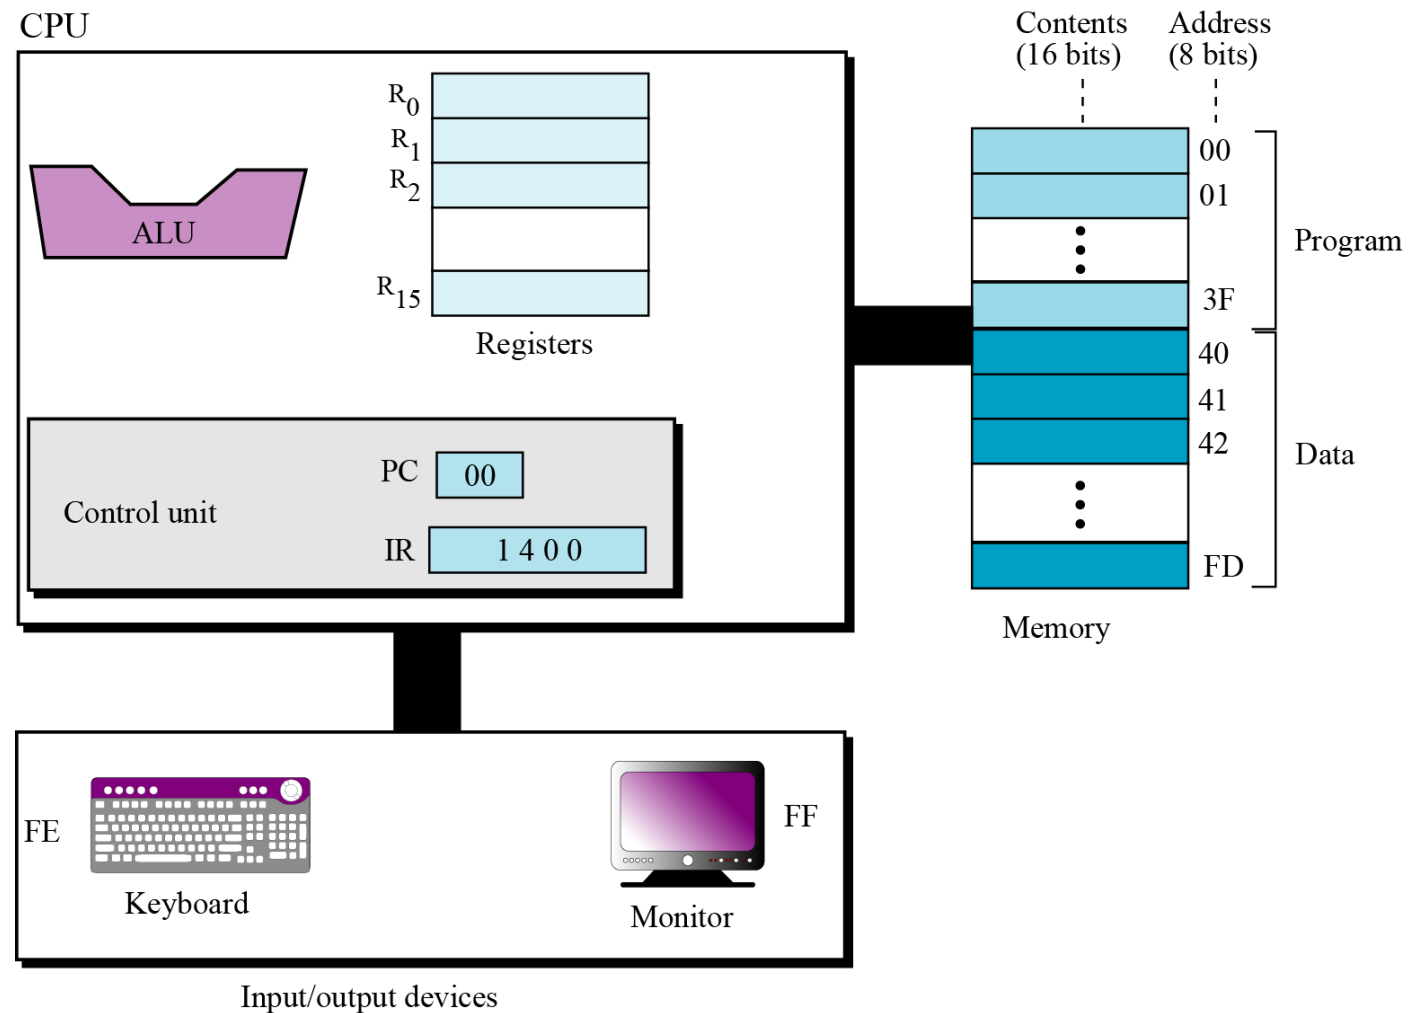 CPU
Contents Address
(16 bits) (8 bits)
R0
R1
R2
R15
Registers
ALU
Control unit
PC 00
IR 1 4 0 0
00
01
3F
Program
40
41
42
FD
Data
Memory
FE
Keyboard
FF
Monitor
Input/output devices